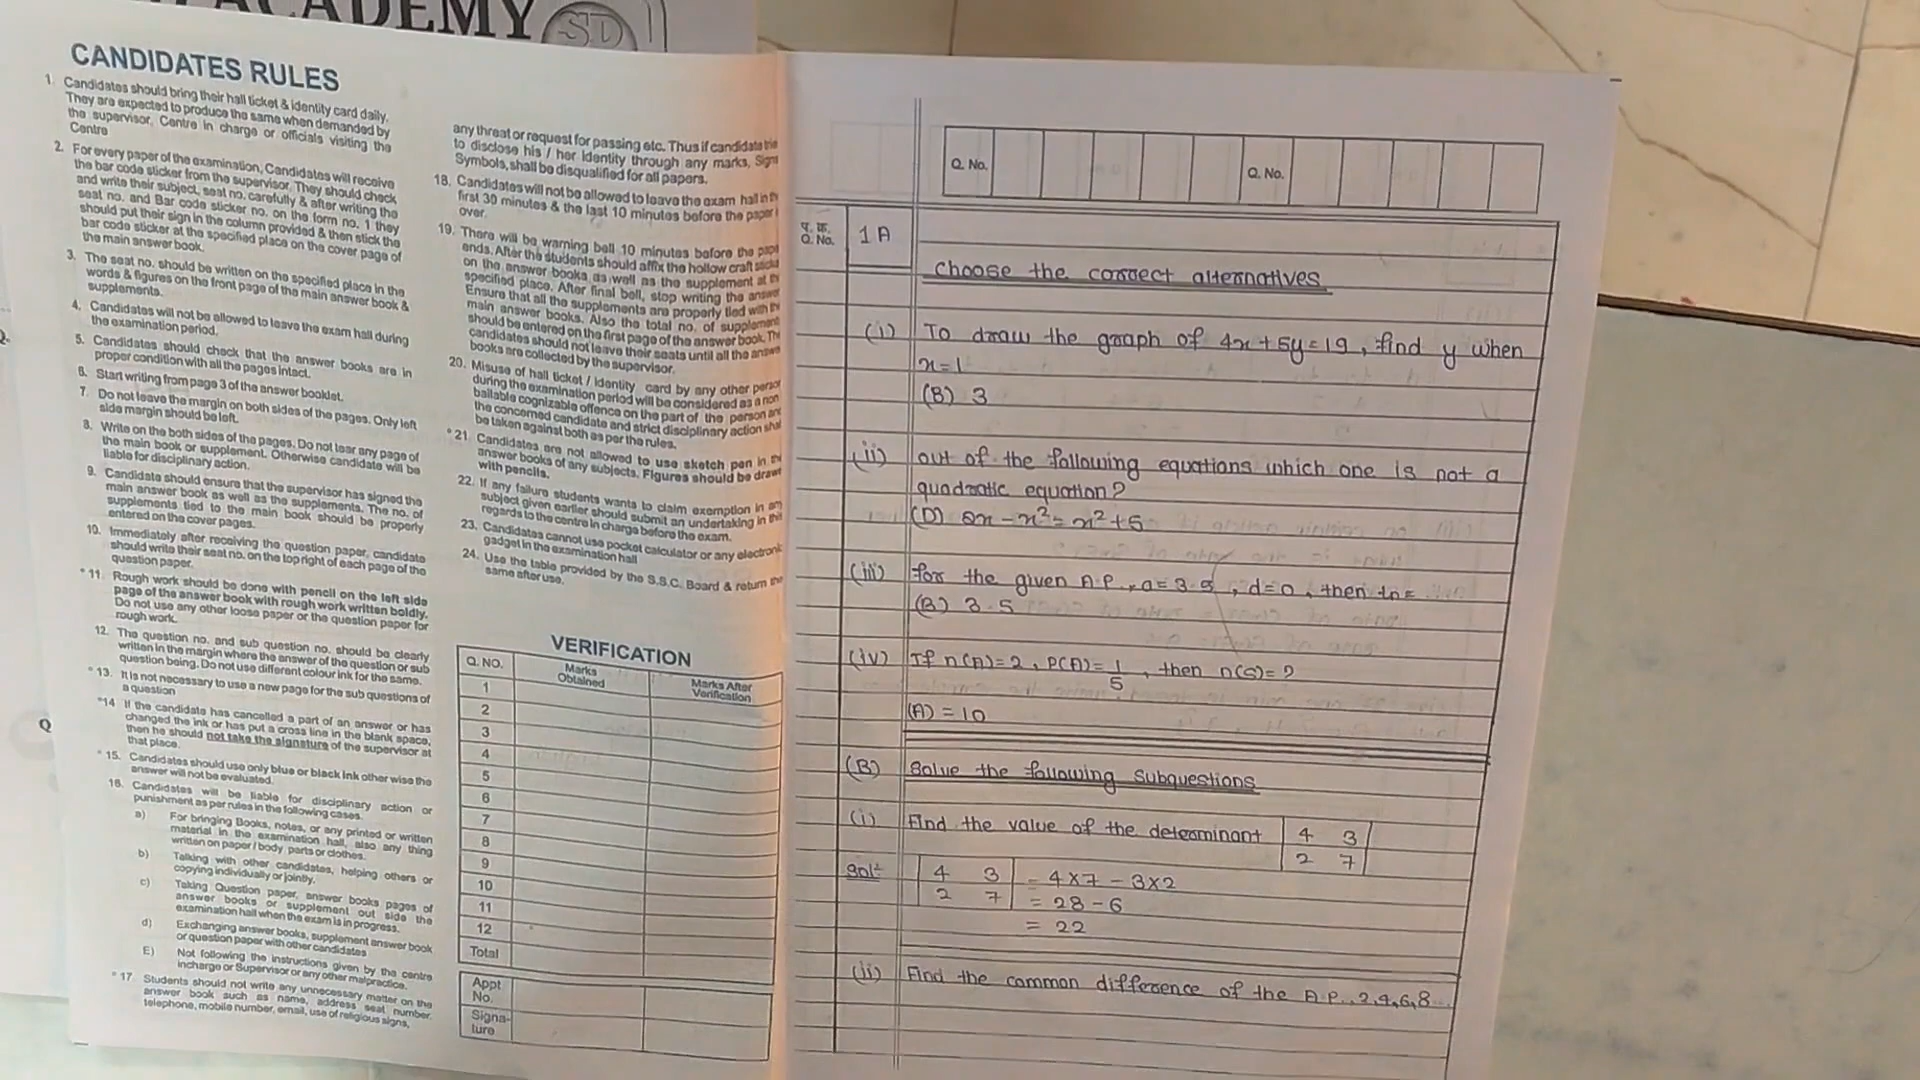 ACADEMY
SD
CANDIDATES RULES
1. Candidates should bring their hall ticket & identity card daily.
They are expected to produce the same when demanded by
the supervisor, Centre in charge or officials visiting the
Centre
2. For every paper of the examination, Candidates will receive
the bar code sticker from the supervisor. They should check
and write their subject, seat no. carefully & after writing the
seat no. and Bar code sticker no. on the form no. 1 they
should put their sign in the column provided & then stick the
bar code sticker at the specified place on the cover page of
the main answer book.
3. The seat no. should be written on the specified place in the
words & figures on the front page of the main answer book &
supplements.
4. Candidates will not be allowed to leave the exam hall during
the examination period.
5. Candidates should check that the answer books are in
proper condition with all the pages intact.
6. Start writing from page 3 of the answer booklet.
7. Do not leave the margin on both sides of the pages. Only left
side margin should be left.
8. Write on the both sides of the pages. Do not tear any page of
the main book or supplement. Otherwise candidate will be
liable for disciplinary action.
9. Candidate should ensure that the supervisor has signed the
main answer book as well as the supplements. The no. of
supplements tied to the main book should be properly
entered on the cover pages.
10. Immediately after receiving the question paper, candidate
should write their seat no. on the top right of each page of the
question paper.
* 11. Rough work should be done with pencil on the left side
page of the answer book with rough work written boldly.
Do not use any other loose paper or the question paper for
rough work.
12. The question no. and sub question no. should be clearly
written in the margin where the answer of the question or sub
question being. Do not use different colour ink for the same.
* 13. It is not necessary to use a new page for the sub questions of
a question
*14 If the candidate has cancelled a part of an answer or has
changed the ink or has put a cross line in the blank space,
then he should not take the signature of the supervisor at
that place.
* 15. Candidates should use only blue or black ink other wise the
answer will not be evaluated.
16. Candidates will be liable for disciplinary action or
punishment as per rules in the following cases.
a) For bringing Books, notes, or any printed or written
material in the examination hall, also any thing
written on paper / body parts or clothes.
b) Talking with other candidates, helping others or
copying individually or jointly.
c) Taking Question paper, answer books pages of
answer books or supplement out side the
examination hall when the exam is in progress.
d) Exchanging answer books, supplement answer book
or question paper with other candidates
E) Not following the instructions given by the centre
incharge or Supervisor or any other malpractice.
* 17. Students should not write any unnecessary matter on the
answer book such as name, address seat number,
telephone, mobile number, email, use of religious signs,
any threat or request for passing etc. Thus if candidate
to disclose his / her Identity through any marks,
Symbols, shall be disqualified for all papers.
18. Candidates will not be allowed to leave the exam hall in the
first 30 minutes & the last 10 minutes before the paper
over.
19. There will be warning bell 10 minutes before the
ends. After the students should affix the hollow craft
on the answer books as well as the supplement at
specified place. After final bell, stop writing the
Ensure that all the supplements are properly tied with
main answer books. Also the total no. of
should be entered on the first page of the answer book.
candidates should not leave their seats until all the
books are collected by the supervisor.
20. Misuse of hall ticket / Identity card by any other
during the examination period will be considered as a non
bailable cognizable offence on the part of the person
the concerned candidate and strict disciplinary action
be taken against both as per the rules.
* 21 Candidates are not allowed to use sketch pen in
answer books of any subjects. Figures should be
with pencils.
22. If any failure students wants to claim exemption in
subject given earlier should submit an undertaking in
regards to the centre in charge before the exam.
23. Candidates cannot use pocket calculator or any
gadget in the examination hall
24. Use the table provided by the S.S.C. Board & return the
same after use.
VERIFICATION
Q. NO. Marks Obtained Marks After Verification
1
2
3
4
5
6
7
8
9
10
11
12
Total
Appt No.
Signature
Q. No. Q. No.
प्र. क्र. Q. No. 1 A
Choose the correct alternatives
(i) To draw the graph of 4x + 5y = 19, find y when
x = 1
(B) 3
(ii) out of the following equations which one is not a
quadratic equation?
(iii) for the given A.P., a = 3.5, d = 0, then tn =
(B) 3.5
(iv) If n(A) = 2, P(A) = 1/5, then n(S) = ?
(A) = 10
(B) Solve the following subquestions
(i) Find the value of the determinant | 4 3 |
| 2 7 |
Solⁿ | 4 3 | = 4 × 7 - 3 × 2
| 2 7 | = 28 - 6
= 22
(ii) Find the common difference of the A.P., 2,4,6,8...